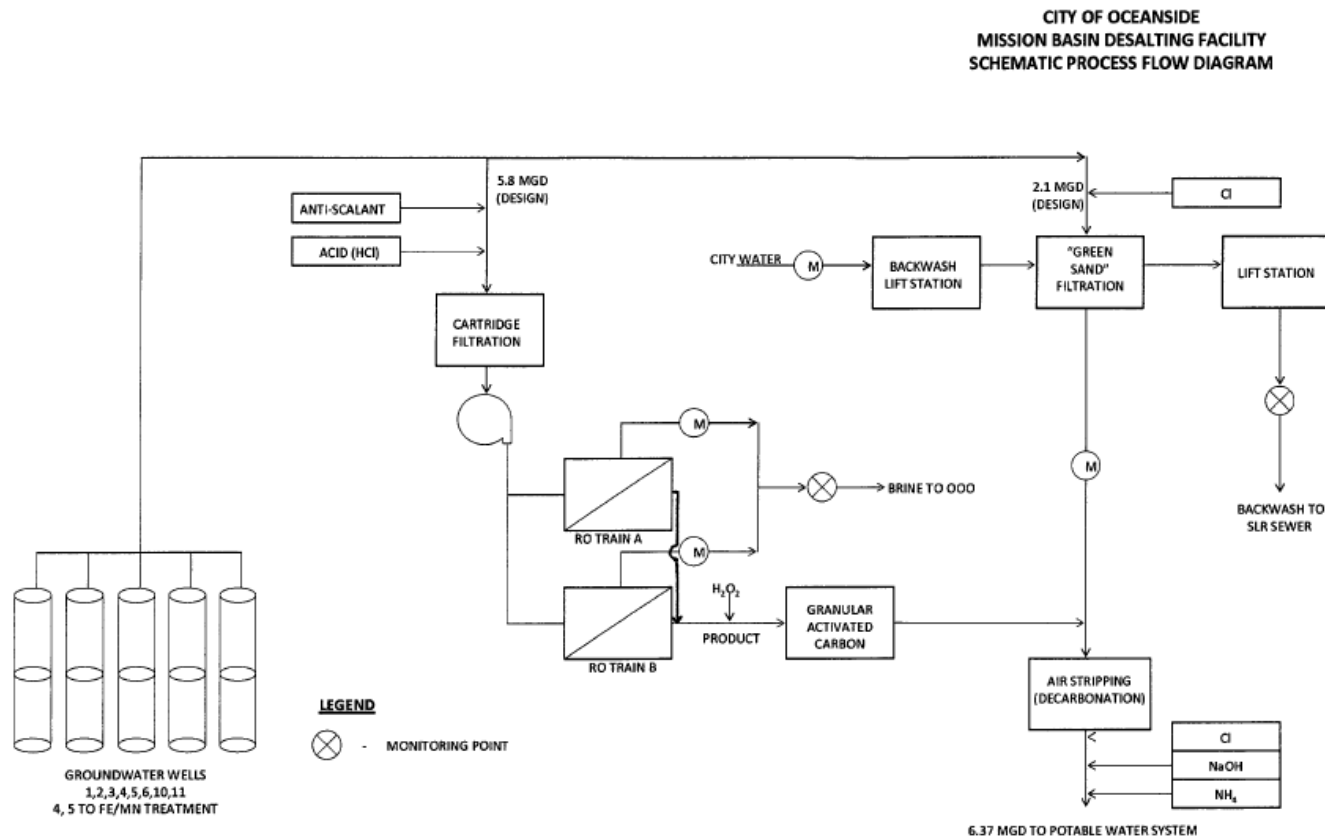 CITY OF OCEANSIDE
MISSION BASIN DESALTING FACILITY
SCHEMATIC PROCESS FLOW DIAGRAM
5.8 MGD
(DESIGN)
2.1 MGD
(DESIGN)
Cl
ANTI-SCALANT
ACID (HCl)
CITY WATER
M
BACKWASH
LIFT STATION
"GREEN
SAND"
FILTRATION
LIFT STATION
CARTRIDGE
FILTRATION
M
M
BRINE TO OOO
RO TRAIN A
BACKWASH TO
SLR SEWER
M
H₂O₂
PRODUCT
GRANULAR
ACTIVATED
CARBON
RO TRAIN B
AIR STRIPPING
(DECARBONATION)
LEGEND
- MONITORING POINT
Cl
NaOH
NH₄
GROUNDWATER WELLS
1,2,3,4,5,6,10,11
4, 5 TO FE/MN TREATMENT
6.37 MGD TO POTABLE WATER SYSTEM